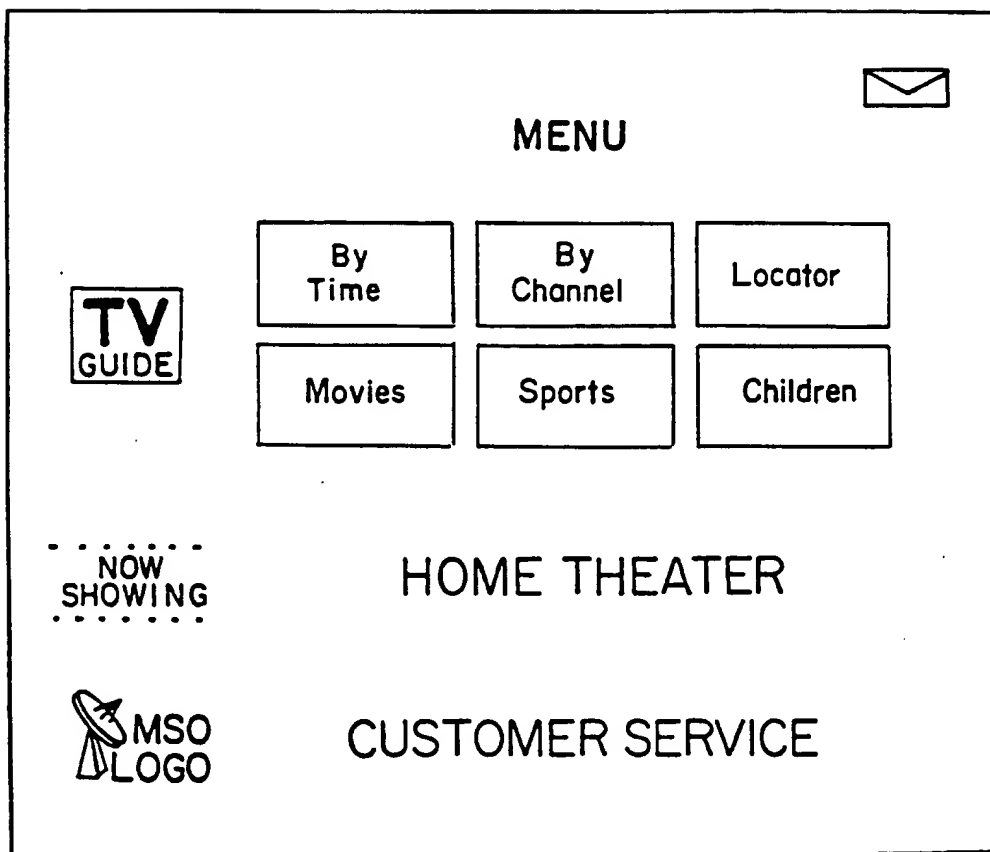 MENU
By
Time
By
Channel
Locator
TV
GUIDE
Movies
Sports
Children
NOW
SHOWING
HOME THEATER
MSO
LOGO
CUSTOMER SERVICE